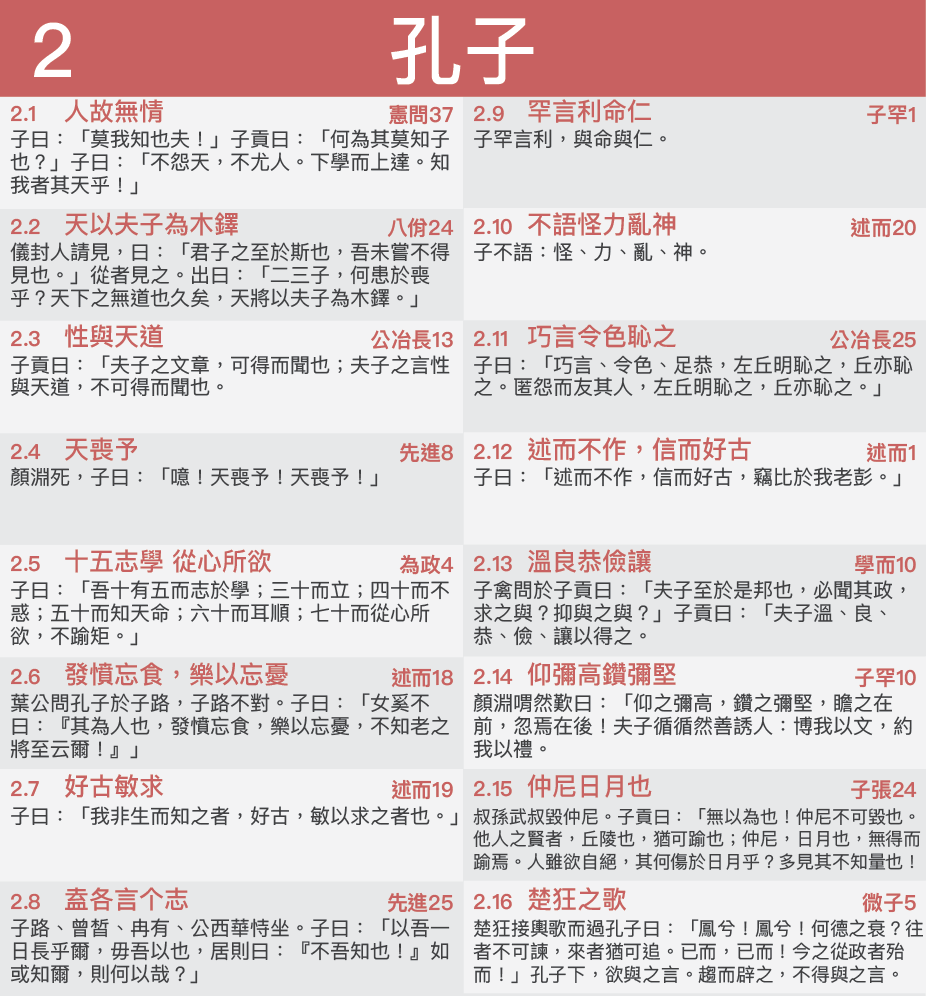 2 孔子
2.1 人故無情 憲問37
子曰：「莫我知也夫！」子貢曰：「何為其莫知子
也？」子曰：「不怨天，不尤人。下學而上達。知
我者其天乎！」
2.2 天以夫子為木鐸 八佾24
儀封人請見，曰：「君子之至於斯也，吾未嘗不得
見也。」從者見之。出曰：「二三子，何患於喪
乎？天下之無道也久矣，天將以夫子為木鐸。」
2.3 性與天道 公冶長13
子貢曰：「夫子之文章，可得而聞也；夫子之言性
與天道，不可得而聞也。
2.4 天喪予 先進8
顏淵死，子曰：「噫！天喪予！天喪予！」
2.5 十五志學 從心所欲 為政4
子曰：「吾十有五而志於學；三十而立；四十而不
惑；五十而知天命；六十而耳順；七十而從心所
欲，不踰矩。」
2.6 發憤忘食，樂以忘憂 述而18
葉公問孔子於子路，子路不對。子曰：「女奚不
曰：『其為人也，發憤忘食，樂以忘憂，不知老之
將至云爾！』」
2.7 好古敏求 述而19
子曰：「我非生而知之者，好古，敏以求之者也。」
2.8 盍各言个志 先進25
子路、曾皙、冉有、公西華恃坐。子曰：「以吾一
日長乎爾，毋吾以也，居則曰：『不吾知也！』如
或知爾，則何以哉？」
2.9 罕言利命仁 子罕1
子罕言利，與命與仁。
2.10 不語怪力亂神 述而20
子不語：怪、力、亂、神。
2.11 巧言令色恥之 公冶長25
子曰：「巧言、令色、足恭，左丘明恥之，丘亦恥
之。匿怨而友其人，左丘明恥之，丘亦恥之。」
2.12 述而不作，信而好古 述而1
子曰：「述而不作，信而好古，竊比於我老彭。」
2.13 溫良恭儉讓 學而10
子禽問於子貢曰：「夫子至於是邦也，必聞其政，
求之與？抑與之與？」子貢曰：「夫子溫、良、
恭、儉、讓以得之。
2.14 仰彌高鑽彌堅 子罕10
顏淵喟然歎曰：「仰之彌高，鑽之彌堅，瞻之在
前，忽焉在後！夫子循循然善誘人：博我以文，約
我以禮。
2.15 仲尼日月也 子張24
叔孫武叔毀仲尼。子貢曰：「無以為也！仲尼不可毀也。
他人之賢者，丘陵也，猶可踰也；仲尼，日月也，無得而
踰焉。人雖欲自絕，其何傷於日月乎？多見其不知量也！
2.16 楚狂之歌 微子5
楚狂接輿歌而過孔子曰：「鳳兮！鳳兮！何德之衰？往
者不可諫，來者猶可追。已而，已而！今之從政者殆
而！」孔子下，欲與之言。趨而辟之，不得與之言。